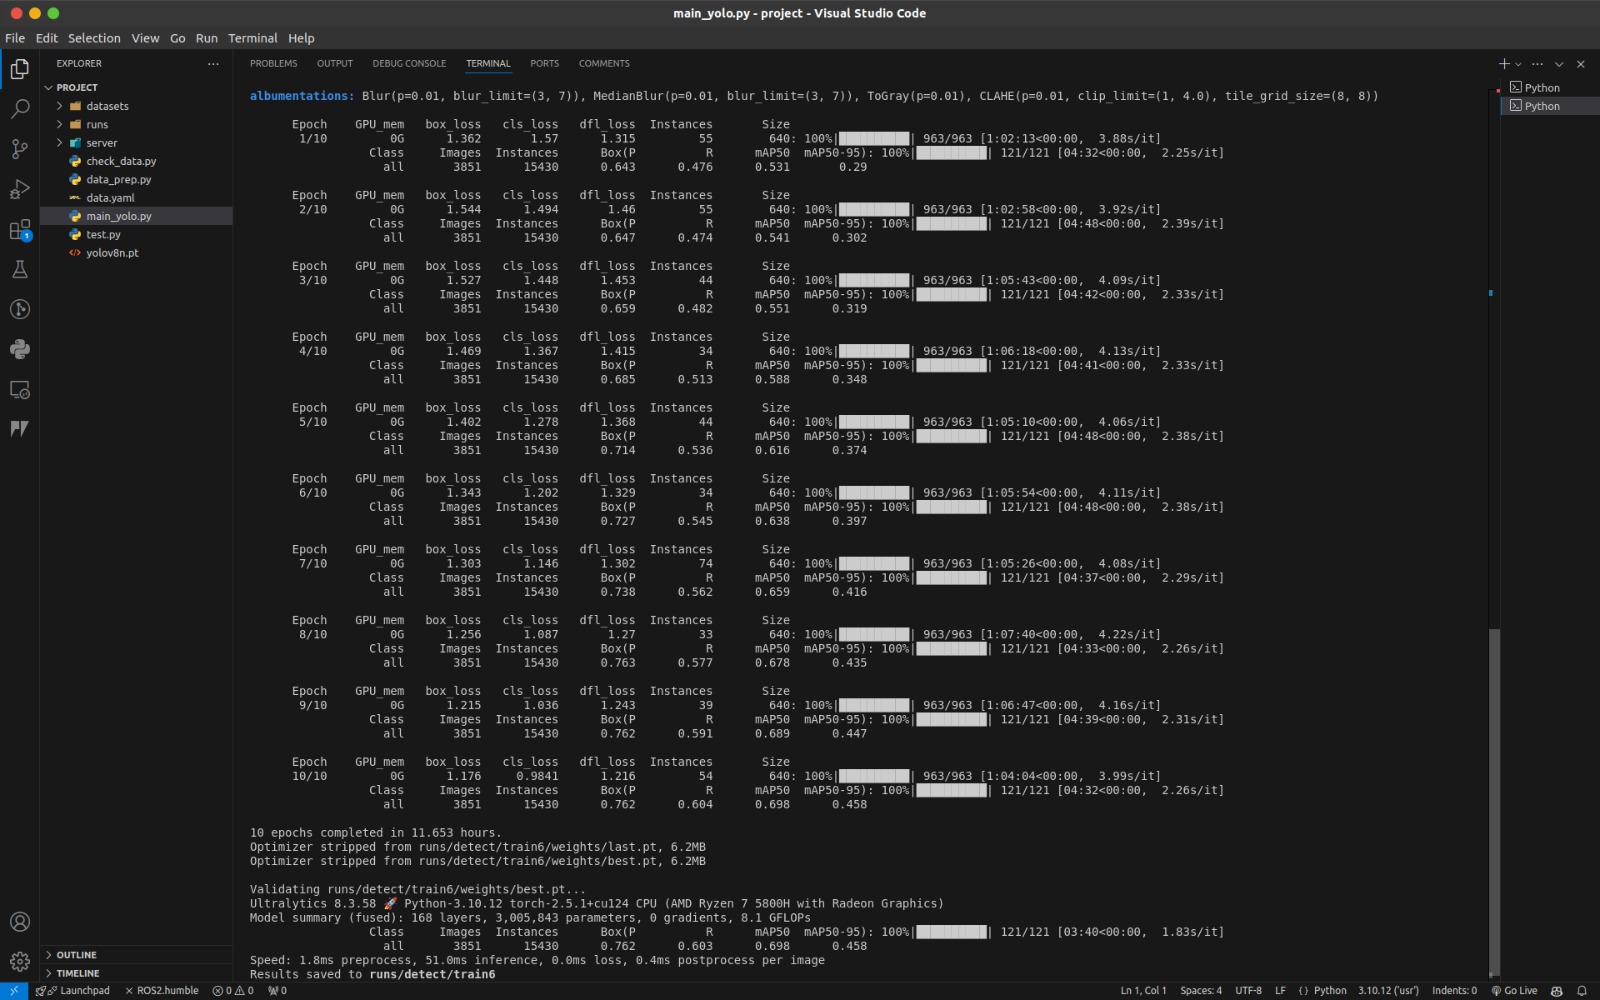 main_yolo.py - project - Visual Studio Code
File Edit Selection View Go Run Terminal Help
EXPLORER
PROJECT
datasets
runs
server
check_data.py
data_prep.py
data.yaml
main_yolo.py
test.py
yolov8n.pt
OUTLINE
TIMELINE
PROBLEMS OUTPUT DEBUG CONSOLE TERMINAL PORTS COMMENTS
Python
Python
albumentations: Blur(p=0.01, blur_limit=(3, 7)), MedianBlur(p=0.01, blur_limit=(3, 7)), ToGray(p=0.01), CLAHE(p=0.01, clip_limit=(1, 4.0), tile_grid_size=(8, 8))
Epoch GPU_mem box_loss cls_loss dfl_loss Instances Size
1/10 0G 1.362 1.57 1.315 55 640: 100%|██████████| 963/963 [1:02:13<00:00, 3.88s/it]
Class Images Instances Box(P R mAP50 mAP50-95): 100%|██████████| 121/121 [04:32<00:00, 2.25s/it]
all 3851 15430 0.643 0.476 0.531 0.29
Epoch GPU_mem box_loss cls_loss dfl_loss Instances Size
2/10 0G 1.544 1.494 1.46 55 640: 100%|██████████| 963/963 [1:02:58<00:00, 3.92s/it]
Class Images Instances Box(P R mAP50 mAP50-95): 100%|██████████| 121/121 [04:48<00:00, 2.39s/it]
all 3851 15430 0.647 0.474 0.541 0.302
Epoch GPU_mem box_loss cls_loss dfl_loss Instances Size
3/10 0G 1.527 1.448 1.453 44 640: 100%|██████████| 963/963 [1:05:43<00:00, 4.09s/it]
Class Images Instances Box(P R mAP50 mAP50-95): 100%|██████████| 121/121 [04:42<00:00, 2.33s/it]
all 3851 15430 0.659 0.482 0.551 0.319
Epoch GPU_mem box_loss cls_loss dfl_loss Instances Size
4/10 0G 1.469 1.367 1.415 34 640: 100%|██████████| 963/963 [1:06:18<00:00, 4.13s/it]
Class Images Instances Box(P R mAP50 mAP50-95): 100%|██████████| 121/121 [04:41<00:00, 2.33s/it]
all 3851 15430 0.685 0.513 0.588 0.348
Epoch GPU_mem box_loss cls_loss dfl_loss Instances Size
5/10 0G 1.402 1.278 1.368 44 640: 100%|██████████| 963/963 [1:05:10<00:00, 4.06s/it]
Class Images Instances Box(P R mAP50 mAP50-95): 100%|██████████| 121/121 [04:48<00:00, 2.38s/it]
all 3851 15430 0.714 0.536 0.616 0.374
Epoch GPU_mem box_loss cls_loss dfl_loss Instances Size
6/10 0G 1.343 1.202 1.329 34 640: 100%|██████████| 963/963 [1:05:54<00:00, 4.11s/it]
Class Images Instances Box(P R mAP50 mAP50-95): 100%|██████████| 121/121 [04:48<00:00, 2.38s/it]
all 3851 15430 0.727 0.545 0.638 0.397
Epoch GPU_mem box_loss cls_loss dfl_loss Instances Size
7/10 0G 1.303 1.146 1.302 74 640: 100%|██████████| 963/963 [1:05:26<00:00, 4.08s/it]
Class Images Instances Box(P R mAP50 mAP50-95): 100%|██████████| 121/121 [04:37<00:00, 2.29s/it]
all 3851 15430 0.738 0.562 0.659 0.416
Epoch GPU_mem box_loss cls_loss dfl_loss Instances Size
8/10 0G 1.256 1.087 1.27 33 640: 100%|██████████| 963/963 [1:07:40<00:00, 4.22s/it]
Class Images Instances Box(P R mAP50 mAP50-95): 100%|██████████| 121/121 [04:33<00:00, 2.26s/it]
all 3851 15430 0.763 0.577 0.678 0.435
Epoch GPU_mem box_loss cls_loss dfl_loss Instances Size
9/10 0G 1.215 1.036 1.243 39 640: 100%|██████████| 963/963 [1:06:47<00:00, 4.16s/it]
Class Images Instances Box(P R mAP50 mAP50-95): 100%|██████████| 121/121 [04:39<00:00, 2.31s/it]
all 3851 15430 0.762 0.591 0.689 0.447
Epoch GPU_mem box_loss cls_loss dfl_loss Instances Size
10/10 0G 1.176 0.9841 1.216 54 640: 100%|██████████| 963/963 [1:04:04<00:00, 3.99s/it]
Class Images Instances Box(P R mAP50 mAP50-95): 100%|██████████| 121/121 [04:32<00:00, 2.26s/it]
all 3851 15430 0.762 0.604 0.698 0.458
10 epochs completed in 11.653 hours.
Optimizer stripped from runs/detect/train6/weights/last.pt, 6.2MB
Optimizer stripped from runs/detect/train6/weights/best.pt, 6.2MB
Validating runs/detect/train6/weights/best.pt...
Ultralytics 8.3.58 🚀 Python-3.10.12 torch-2.5.1+cu124 CPU (AMD Ryzen 7 5800H with Radeon Graphics)
Model summary (fused): 168 layers, 3,005,843 parameters, 0 gradients, 8.1 GFLOPs
Class Images Instances Box(P R mAP50 mAP50-95): 100%|██████████| 121/121 [03:40<00:00, 1.83s/it]
all 3851 15430 0.762 0.603 0.698 0.458
Speed: 1.8ms preprocess, 51.0ms inference, 0.0ms loss, 0.4ms postprocess per image
Results saved to runs/detect/train6
Launchpad ROS2.humble 0 0 0 Ln 1, Col 1 Spaces: 4 UTF-8 LF {} Python 3.10.12 ('usr') Indents: 0 Go Live
1